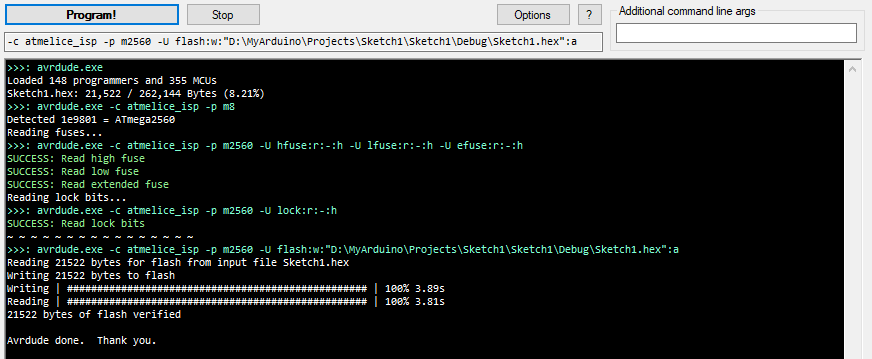 Program!
Stop
Options
?
Additional command line args
-c atmelice_isp -p m2560 -U flash:w:"D:\MyArduino\Projects\Sketch1\Sketch1\Debug\Sketch1.hex":a
>>>: avrdude.exe
Loaded 148 programmers and 355 MCUs
Sketch1.hex: 21,522 / 262,144 Bytes (8.21%)
>>>: avrdude.exe -c atmelice_isp -p m8
Detected 1e9801 = ATmega2560
Reading fuses...
>>>: avrdude.exe -c atmelice_isp -p m2560 -U hfuse:r:-:h -U lfuse:r:-:h -U efuse:r:-:h
SUCCESS: Read high fuse
SUCCESS: Read low fuse
SUCCESS: Read extended fuse
Reading lock bits...
>>>: avrdude.exe -c atmelice_isp -p m2560 -U lock:r:-:h
SUCCESS: Read lock bits
~ ~ ~ ~ ~ ~ ~ ~ ~ ~ ~ ~ ~ ~ ~ ~
>>>: avrdude.exe -c atmelice_isp -p m2560 -U flash:w:"D:\MyArduino\Projects\Sketch1\Sketch1\Debug\Sketch1.hex":a
Reading 21522 bytes for flash from input file Sketch1.hex
Writing 21522 bytes to flash
Writing | ################################################## | 100% 3.89s
Reading | ################################################## | 100% 3.81s
21522 bytes of flash verified
Avrdude done.  Thank you.